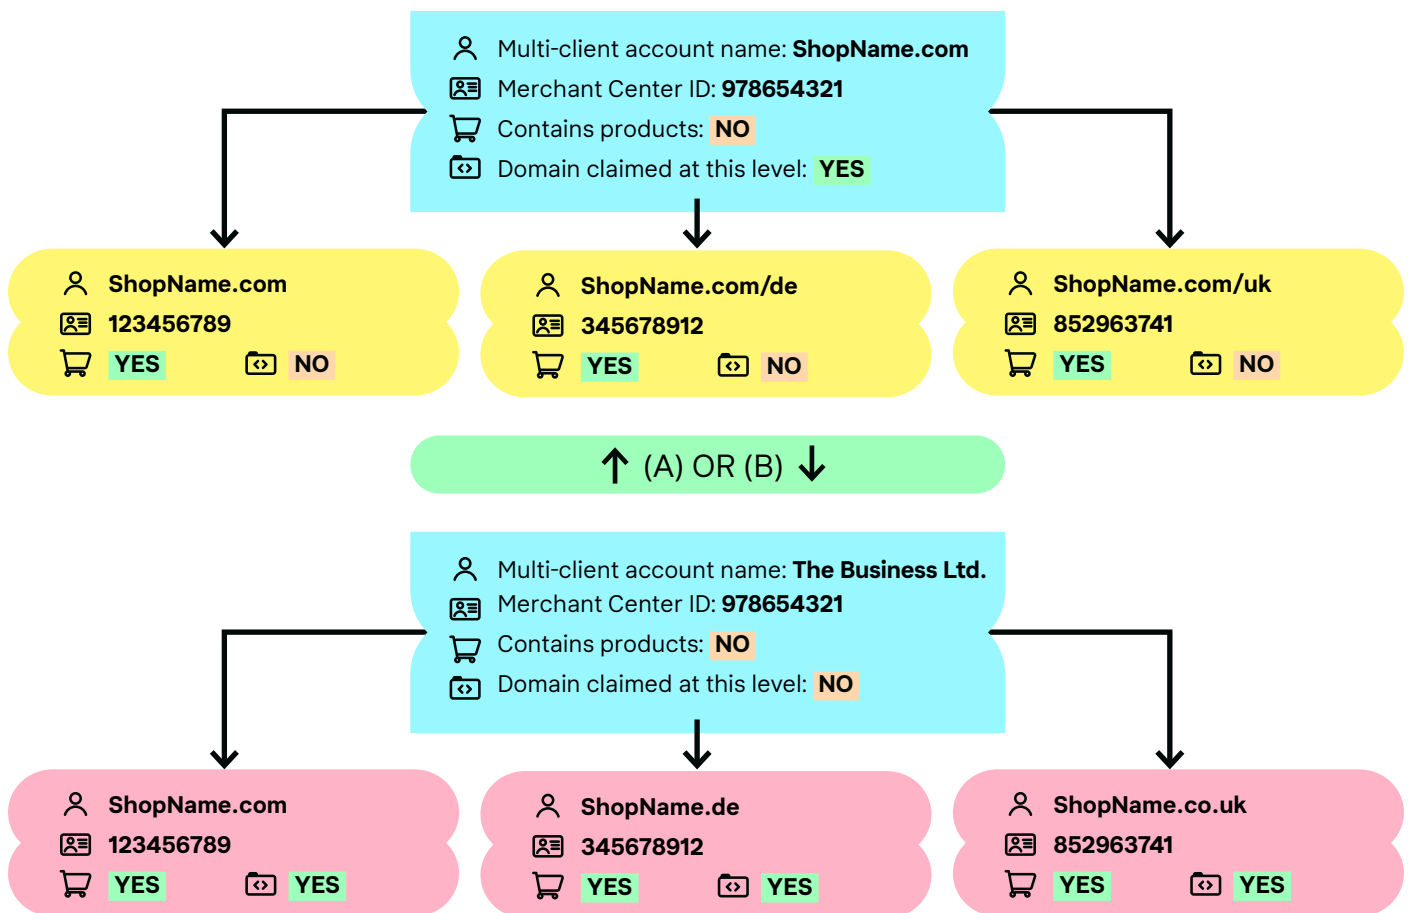 Multi-client account name: ShopName.com
Merchant Center ID: 978654321
Contains products: NO
Domain claimed at this level: YES
ShopName.com
123456789
YES NO
ShopName.com/de
345678912
YES NO
ShopName.com/uk
852963741
YES NO
(A) OR (B)
Multi-client account name: The Business Ltd.
Merchant Center ID: 978654321
Contains products: NO
Domain claimed at this level: NO
ShopName.com
123456789
YES YES
ShopName.de
345678912
YES YES
ShopName.co.uk
852963741
YES YES